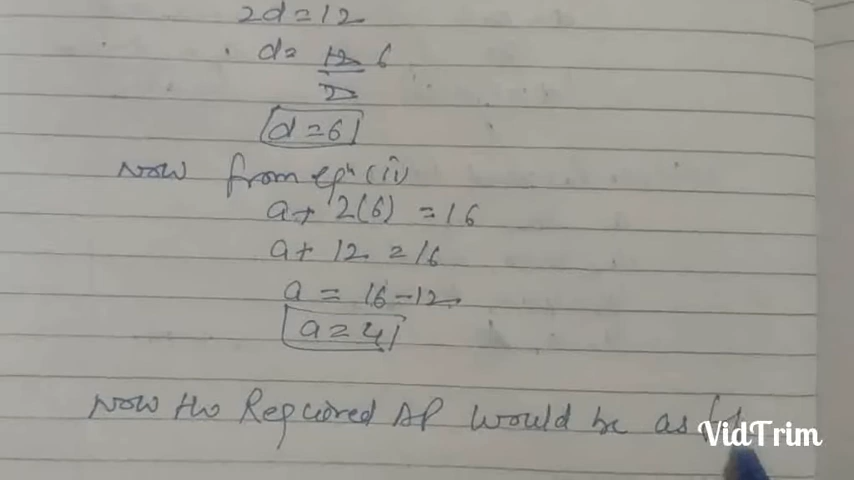 2d = 12
d = 12 6
2
d = 6
Now from eqn (i)
a + 2(6) = 16
a + 12 = 16
a = 16 - 12
a = 4
Now the Required AP would be as
VidTrim